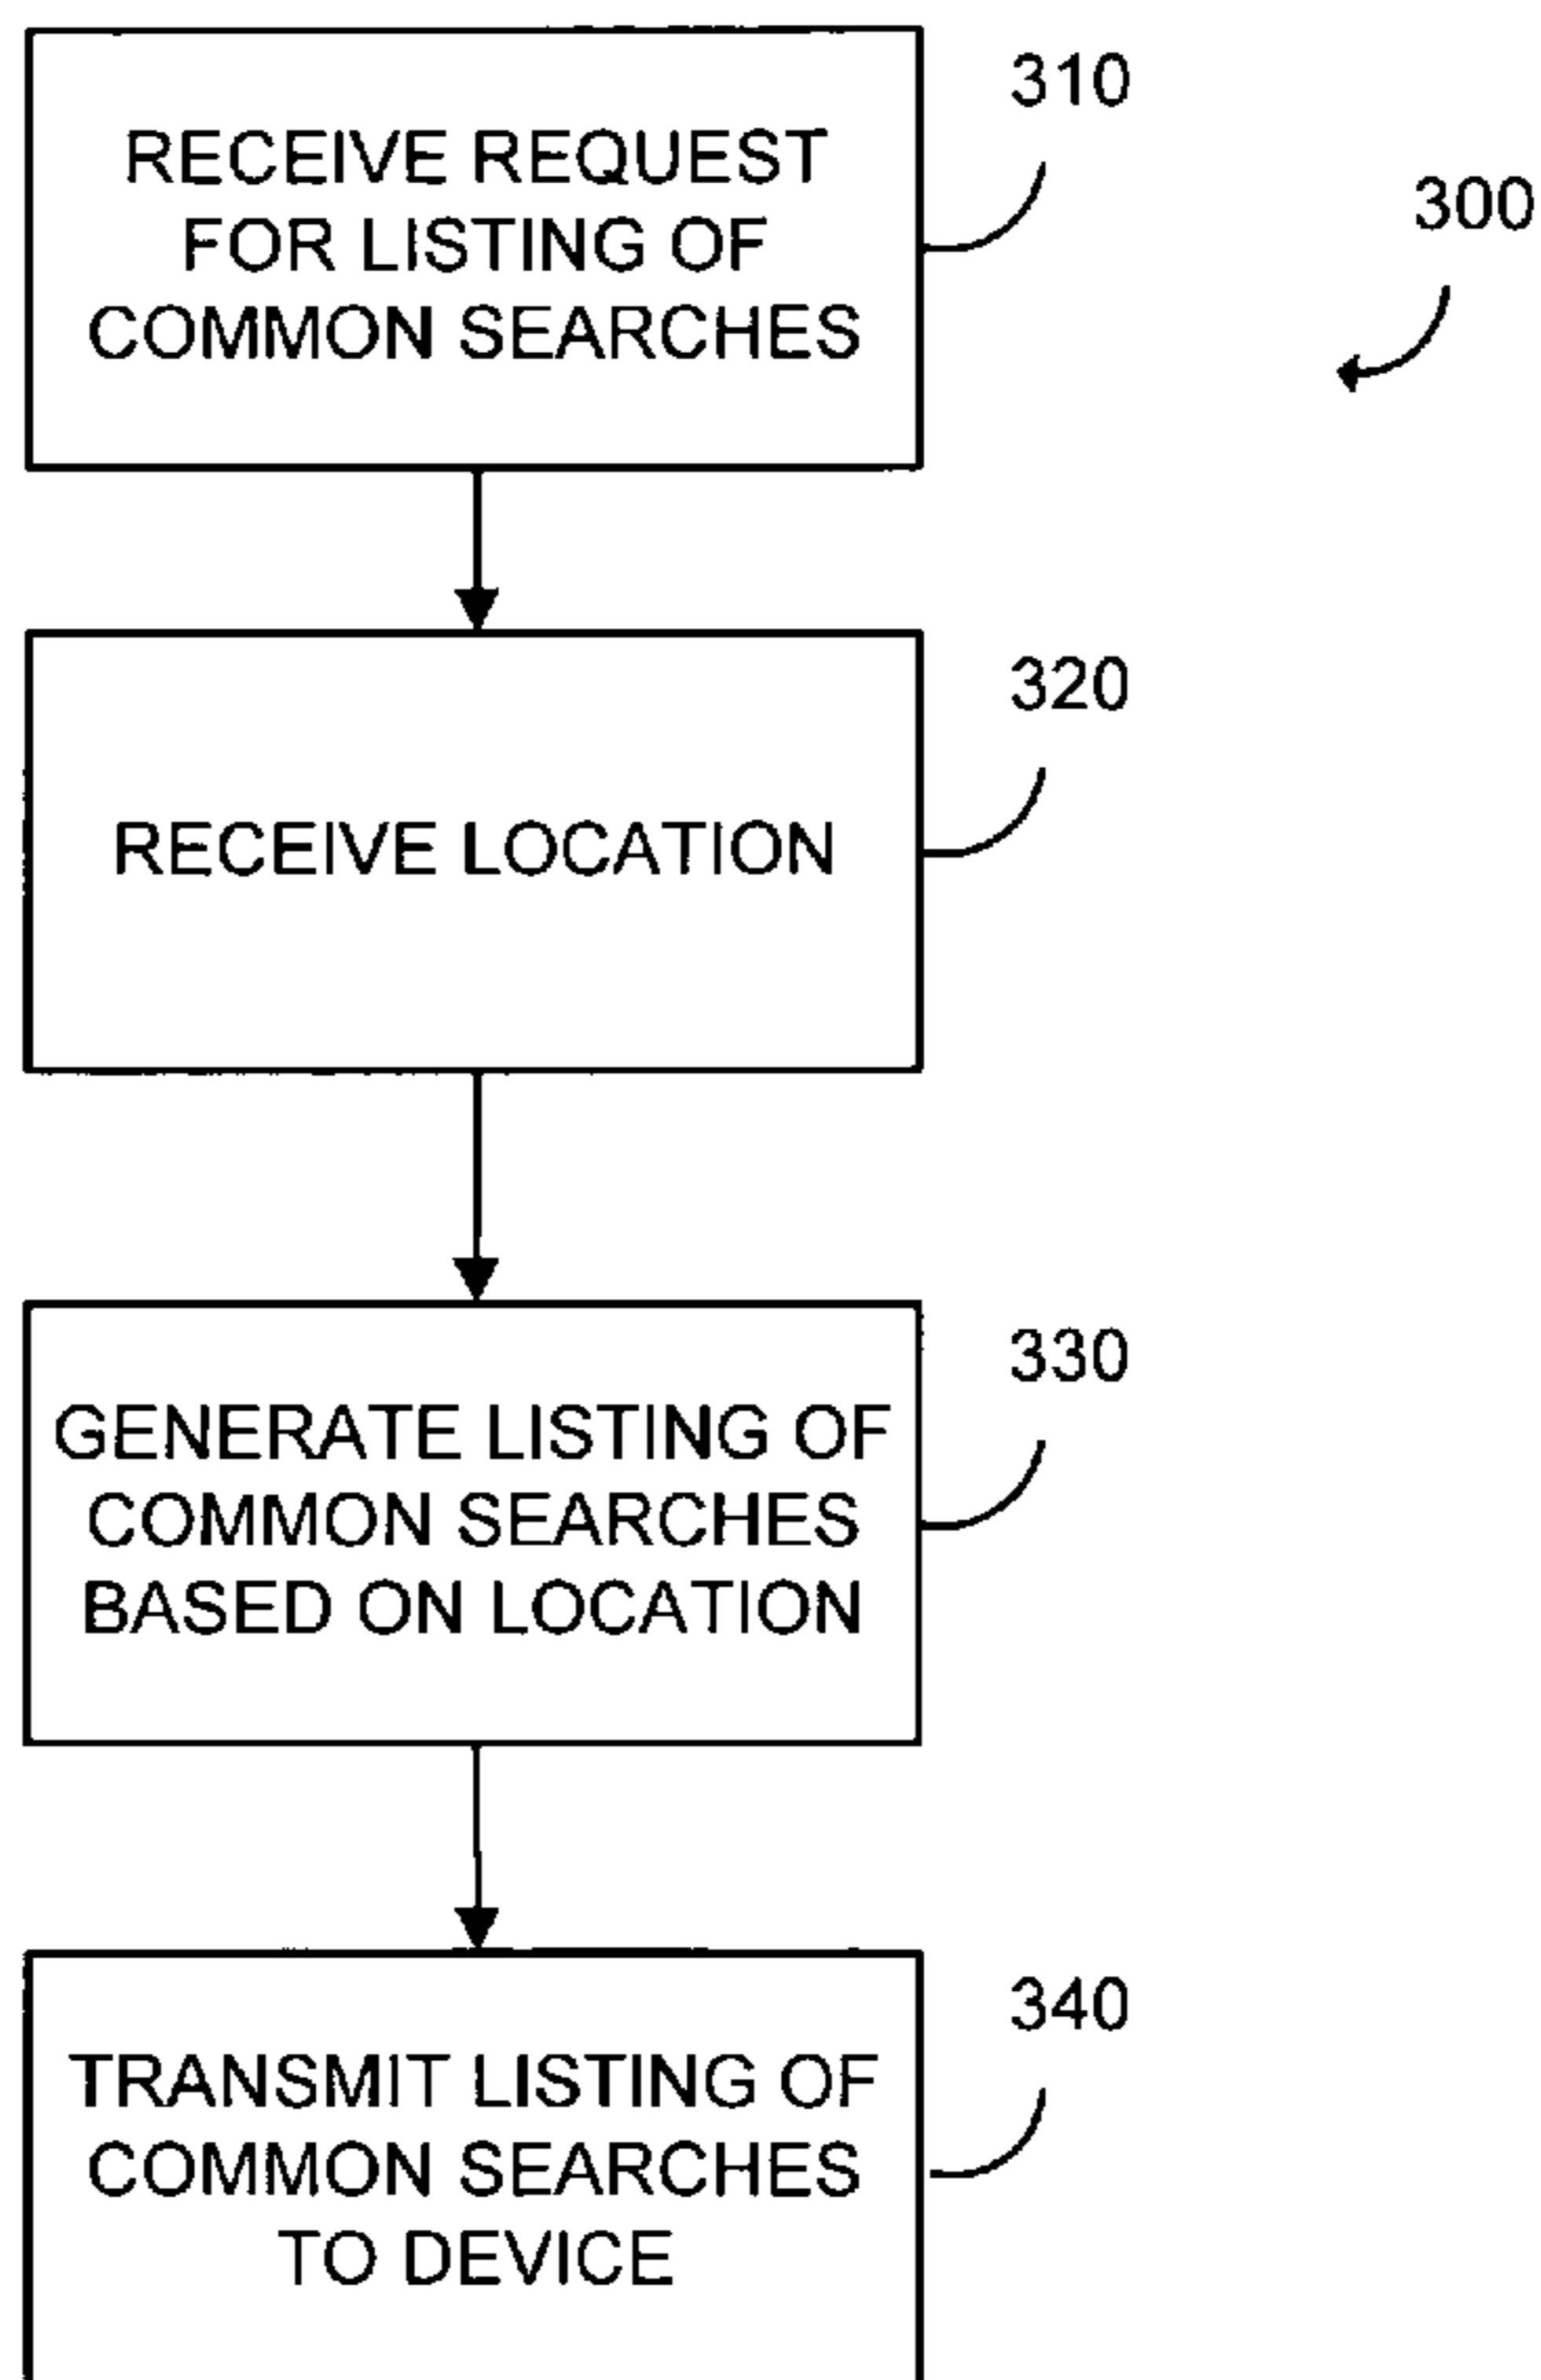 RECEIVE REQUEST
FOR LISTING OF
COMMON SEARCHES
310
300
RECEIVE LOCATION
320
GENERATE LISTING OF
COMMON SEARCHES
BASED ON LOCATION
330
TRANSMIT LISTING OF
COMMON SEARCHES
TO DEVICE
340